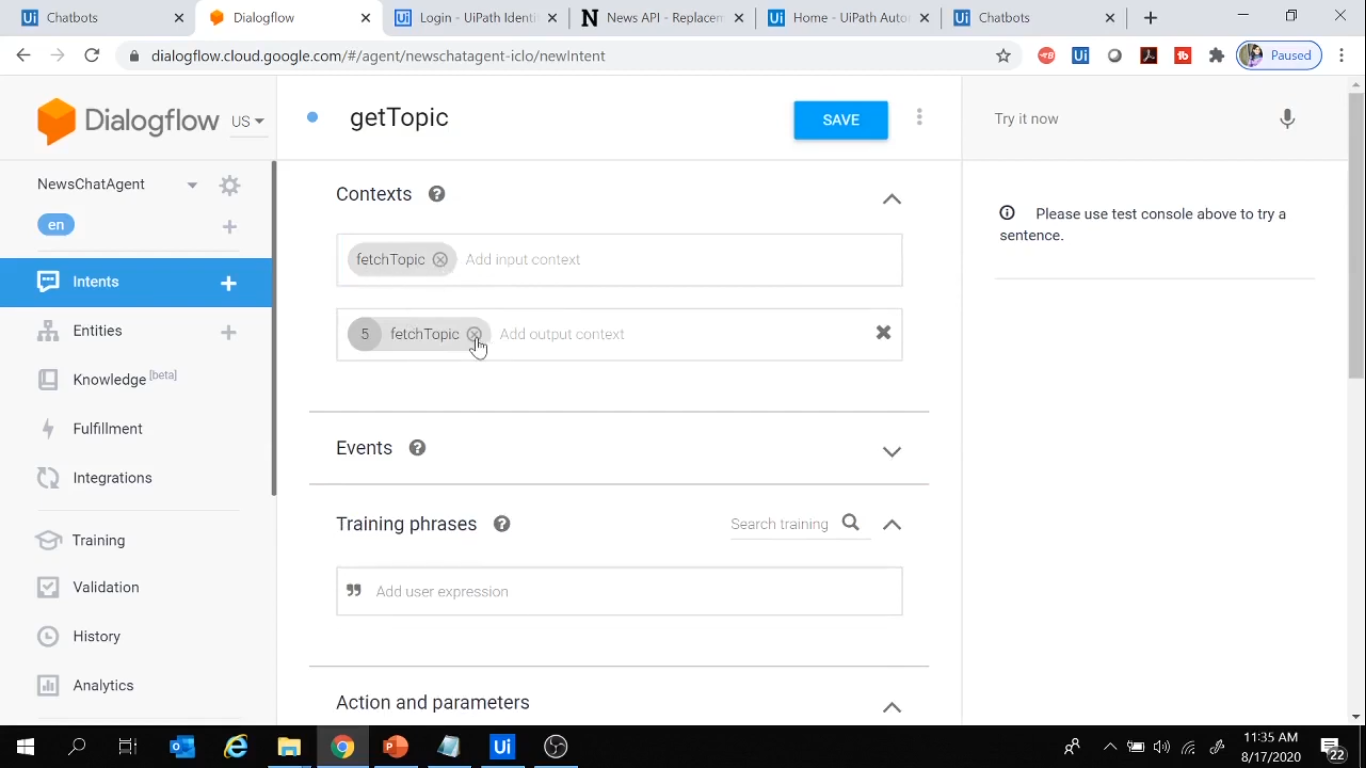 Chatbots
Dialogflow
Login - UiPath Identi
News API - Replacem
Home - UiPath Auto
Chatbots
dialogflow.cloud.google.com/#/agent/newschatagent-iclo/newIntent
Paused
Dialogflow
US
getTopic
SAVE
Try it now
NewsChatAgent
en
Contexts
Please use test console above to try a
sentence.
fetchTopic
Add input context
Intents
5 fetchTopic
Add output context
Entities
Knowledge [beta]
Fulfillment
Events
Integrations
Training phrases
Search training
Training
Add user expression
Validation
History
Analytics
Action and parameters
Ui
11:35 AM
8/17/2020
22